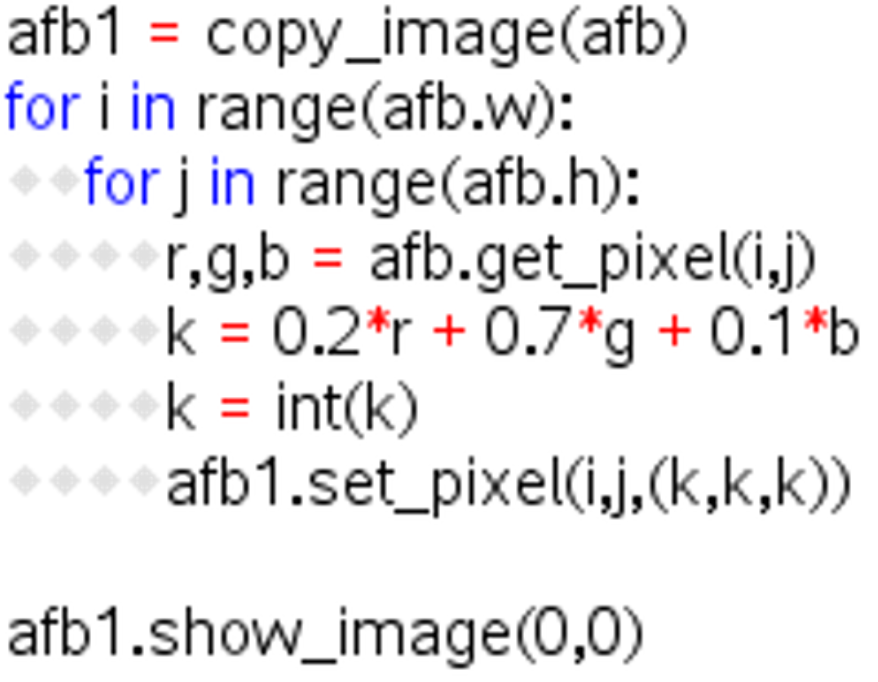 afb1 = copy_image(afb)
for i in range(afb.w):
◆◆for j in range(afb.h):
◆◆◆◆r,g,b = afb.get_pixel(i,j)
◆◆◆◆k = 0.2*r + 0.7*g + 0.1*b
◆◆◆◆k = int(k)
◆◆◆◆afb1.set_pixel(i,j,(k,k,k))
afb1.show_image(0,0)